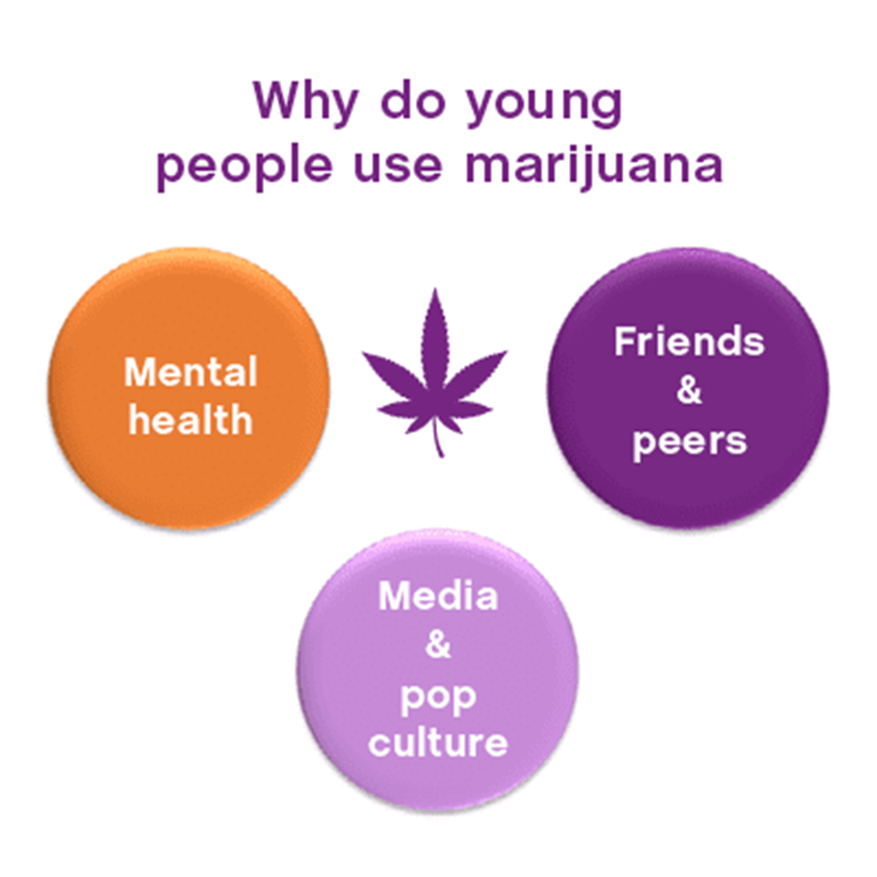 Why do young
people use marijuana
Mental
health
Friends
&
peers
Media
&
pop
culture